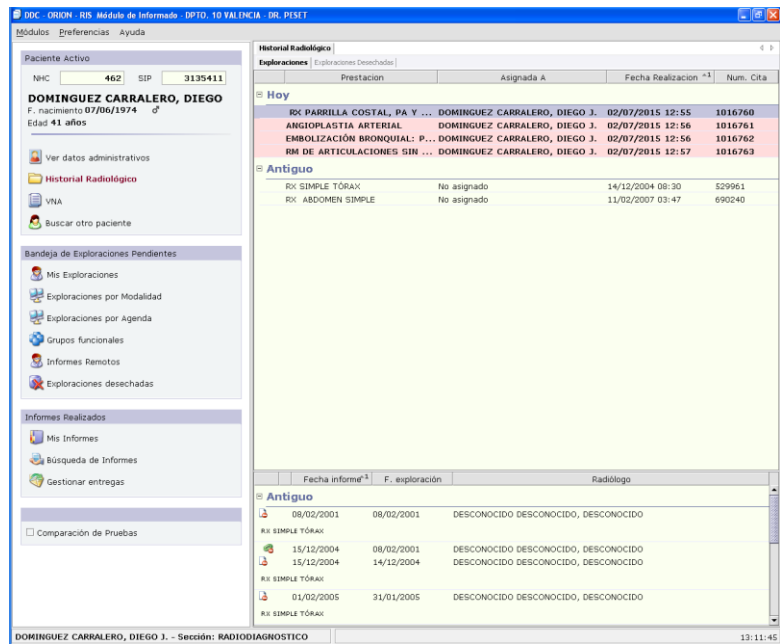 DDC - ORION - RIS Módulo de Informado - DPTO. 10 VALENCIA - DR. PESET
Módulos Preferencias Ayuda
Paciente Activo
NHC 462 SIP 3135411
DOMINGUEZ CARRALERO, DIEGO
F. nacimiento 07/06/1974 ♂
Edad 41 años
Ver datos administrativos
Historial Radiológico
VNA
Buscar otro paciente
Bandeja de Exploraciones Pendientes
Mis Exploraciones
Exploraciones por Modalidad
Exploraciones por Agenda
Grupos funcionales
Informes Remotos
Exploraciones desechadas
Informes Realizados
Mis Informes
Búsqueda de Informes
Gestionar entregas
Comparación de Pruebas
Historial Radiológico
Exploraciones Exploraciones Desechadas
Prestacion Asignada A Fecha Realizacion ^1 Num. Cita
Hoy
RX PARRILLA COSTAL, PA Y ... DOMINGUEZ CARRALERO, DIEGO J. 02/07/2015 12:55 1016760
ANGIOPLASTIA ARTERIAL DOMINGUEZ CARRALERO, DIEGO J. 02/07/2015 12:56 1016761
EMBOLIZACIÓN BRONQUIAL: P... DOMINGUEZ CARRALERO, DIEGO J. 02/07/2015 12:56 1016762
RM DE ARTICULACIONES SIN ... DOMINGUEZ CARRALERO, DIEGO J. 02/07/2015 12:57 1016763
Antiguo
RX SIMPLE TÓRAX No asignado 14/12/2004 08:30 529961
RX ABDOMEN SIMPLE No asignado 11/02/2007 03:47 690240
Fecha informe ^1 F. exploración Radiólogo
Antiguo
08/02/2001 08/02/2001 DESCONOCIDO DESCONOCIDO, DESCONOCIDO
RX SIMPLE TÓRAX
15/12/2004 08/02/2001 DESCONOCIDO DESCONOCIDO, DESCONOCIDO
15/12/2004 14/12/2004 DESCONOCIDO DESCONOCIDO, DESCONOCIDO
RX SIMPLE TÓRAX
01/02/2005 31/01/2005 DESCONOCIDO DESCONOCIDO, DESCONOCIDO
RX SIMPLE TÓRAX
DOMINGUEZ CARRALERO, DIEGO J. - Sección: RADIODIAGNOSTICO 13:11:45